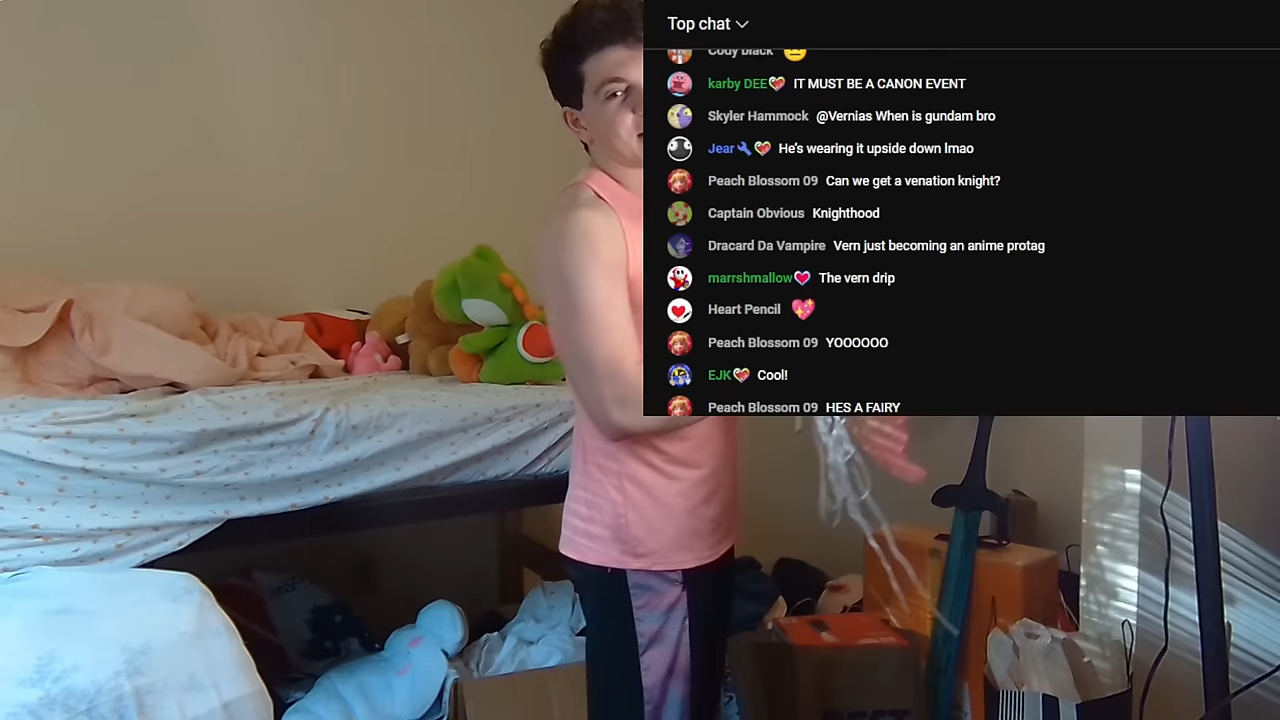 Top chat
Cody black
karby DEE IT MUST BE A CANON EVENT
Skyler Hammock @Vernias When is gundam bro
Jear He's wearing it upside down lmao
Peach Blossom 09 Can we get a venation knight?
Captain Obvious Knighthood
Dracard Da Vampire Vern just becoming an anime protag
marrshmallow The vern drip
Heart Pencil
Peach Blossom 09 YOOOOOO
EJK Cool!
Peach Blossom 09 HES A FAIRY